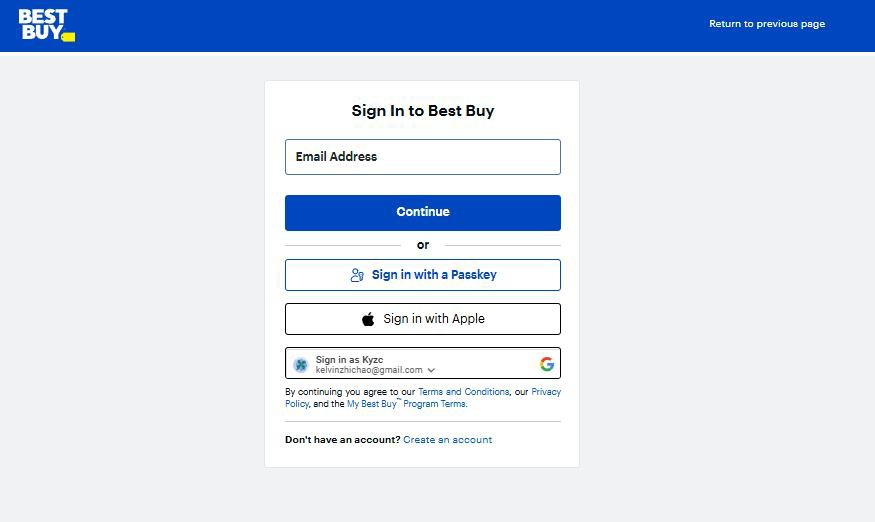 BEST
BUY
Return to previous page
Sign In to Best Buy
Email Address
Continue
or
Sign in with a Passkey
Sign in with Apple
Sign in as Kyzc
kelvinzhichao@gmail.com
By continuing you agree to our Terms and Conditions, our Privacy
Policy, and the My Best Buy™ Program Terms.
Don't have an account? Create an account